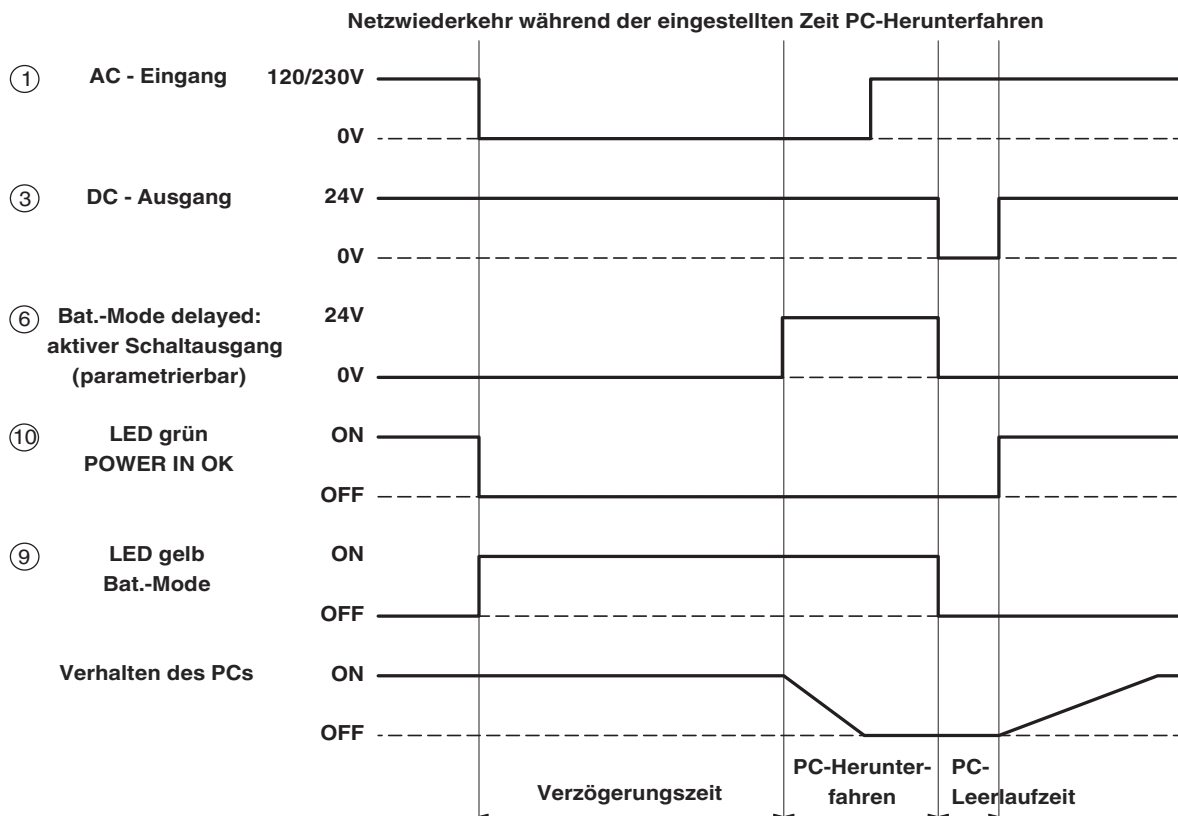 Netzwiederkehr während der eingestellten Zeit PC-Herunterfahren
1 AC - Eingang 120/230V
0V
3 DC - Ausgang 24V
0V
6 Bat.-Mode delayed: 24V
aktiver Schaltausgang
(parametrierbar) 0V
10 LED grün ON
POWER IN OK
OFF
9 LED gelb ON
Bat.-Mode
OFF
Verhalten des PCs ON
OFF
Verzögerungszeit
PC-Herunter-
fahren
PC-
Leerlaufzeit